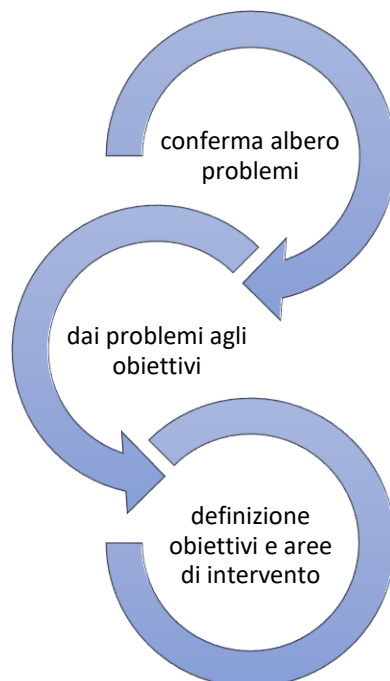 conferma albero
problemi
dai problemi agli
obiettivi
definizione
obiettivi e aree
di intervento